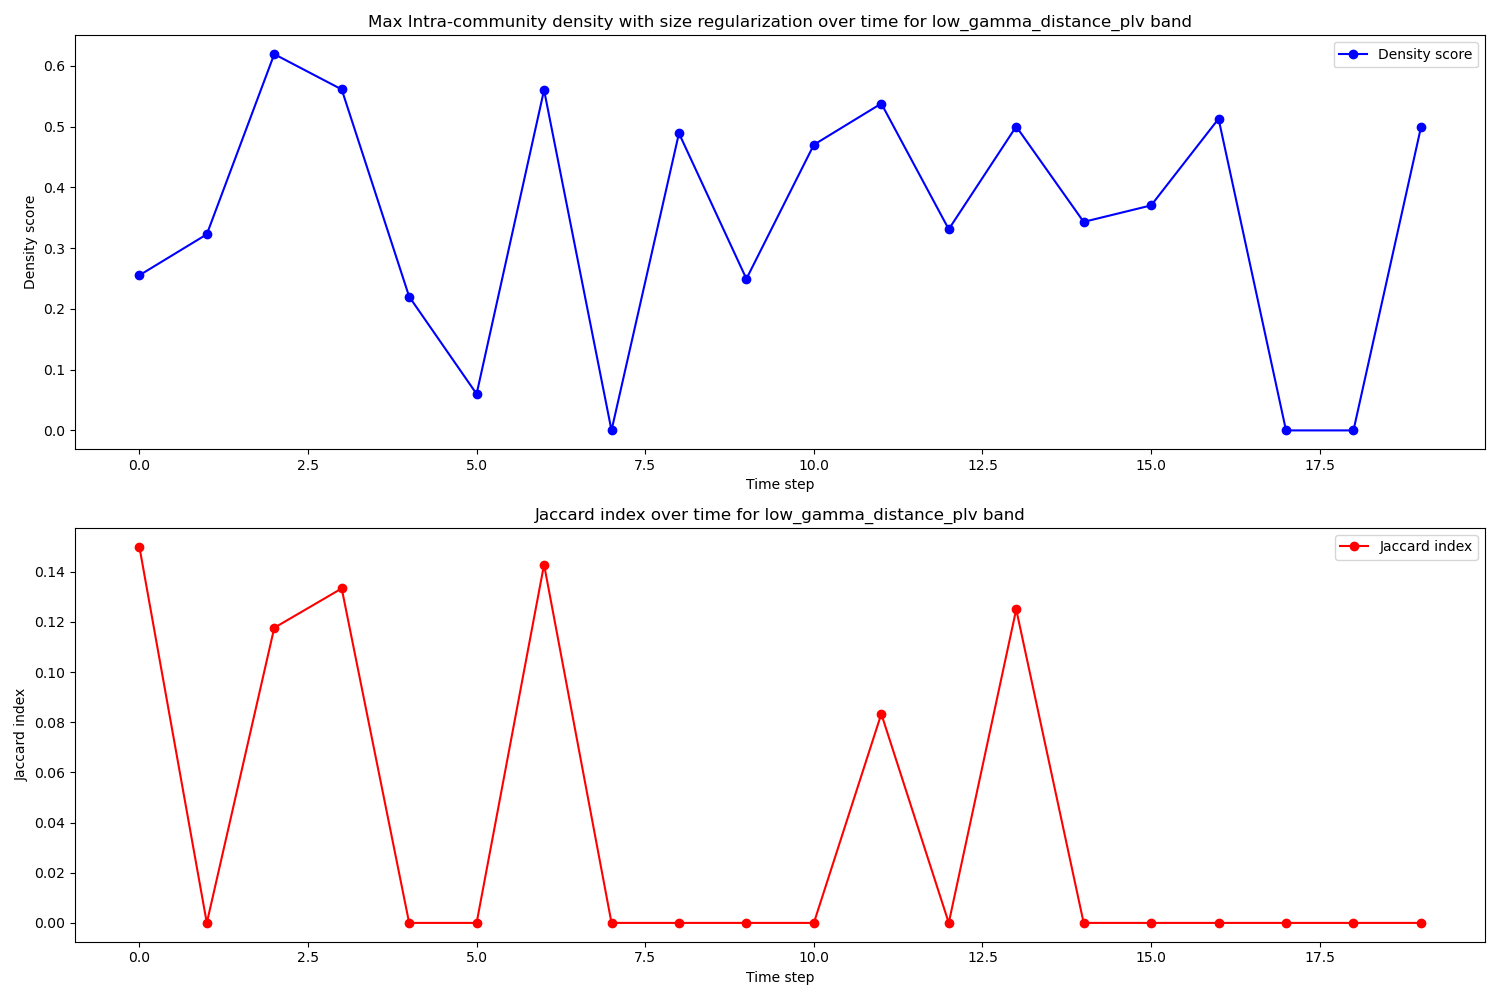 Max Intra-community density with size regularization over time for low_gamma_distance_plv band
Density score
0.6
0.5
0.4
0.3
0.2
0.1
0.0
Density score
0.0 2.5 5.0 7.5 10.0 12.5 15.0 17.5
Time step
Jaccard index over time for low_gamma_distance_plv band
Jaccard index
0.14
0.12
0.10
0.08
0.06
0.04
0.02
0.00
Jaccard index
0.0 2.5 5.0 7.5 10.0 12.5 15.0 17.5
Time step